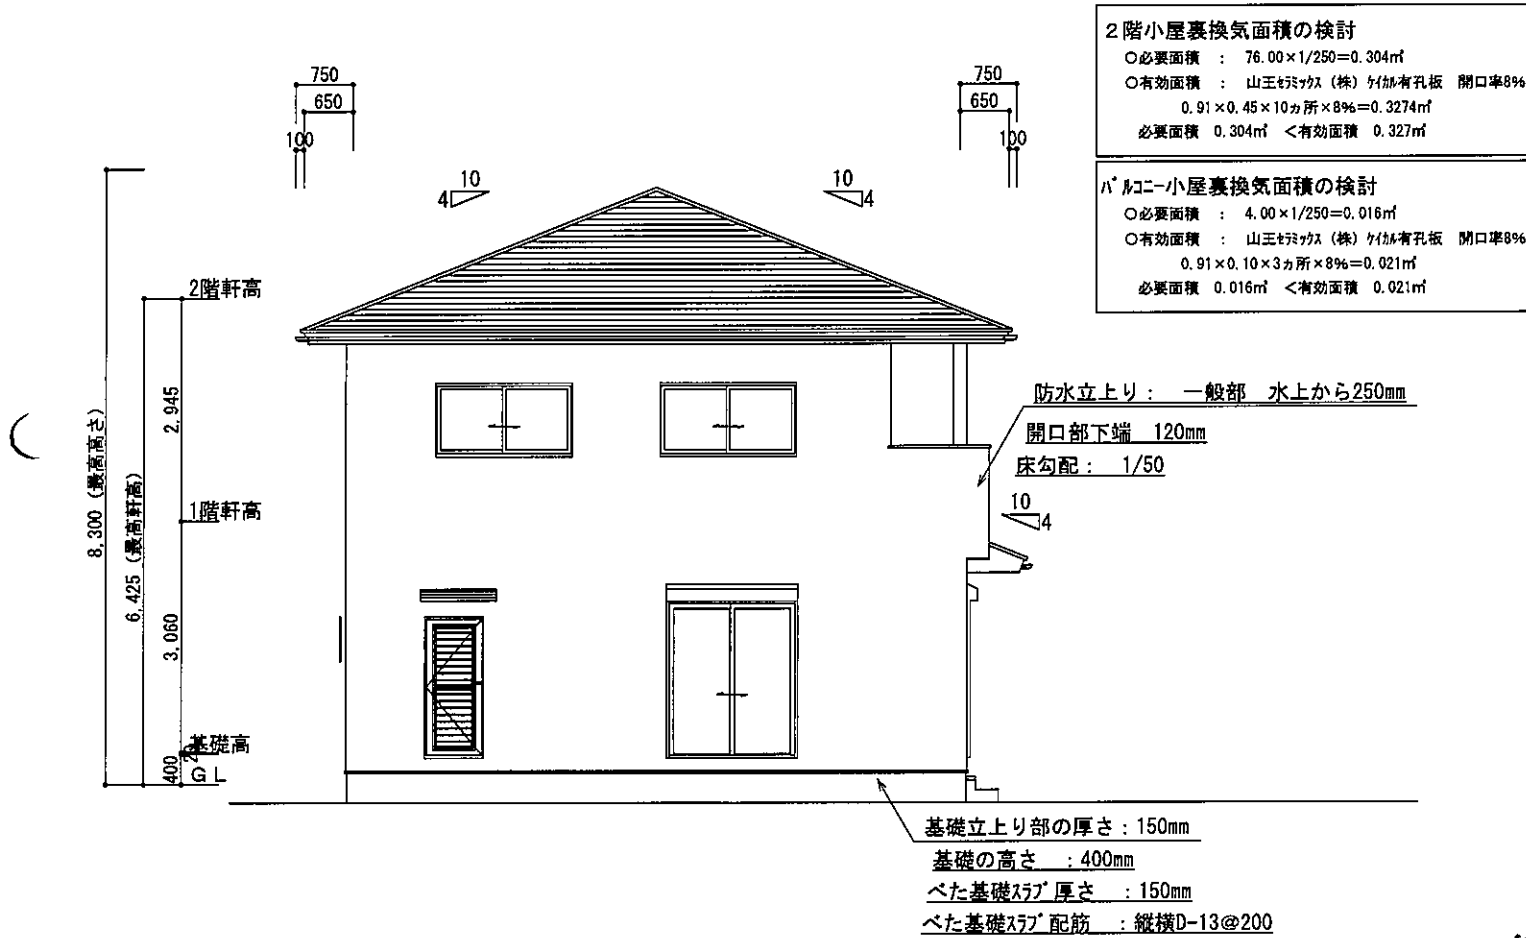 2階小屋裏換気面積の検討
○必要面積 : 76.00×1/250=0.304㎡
○有効面積 : 山王セラミックス (株) ケイカル有孔板 開口率8%
0.91×0.45×10ヵ所×8%=0.3274㎡
必要面積 0.304㎡ <有効面積 0.327㎡
バルコニー小屋裏換気面積の検討
○必要面積 : 4.00×1/250=0.016㎡
○有効面積 : 山王セラミックス (株) ケイカル有孔板 開口率8%
0.91×0.10×3ヵ所×8%=0.021㎡
必要面積 0.016㎡ <有効面積 0.021㎡
750
650
100
750
650
100
10
4
10
4
2階軒高
2,945
8,300 (最高高さ)
6,425 (最高軒高)
1階軒高
3,060
基礎高
20
400
GL
防水立上り: 一般部 水上から250mm
開口部下端 120mm
床勾配: 1/50
10
4
基礎立上り部の厚さ:150mm
基礎の高さ :400mm
べた基礎スラブ厚さ :150mm
べた基礎スラブ配筋 :縦横D-13@200